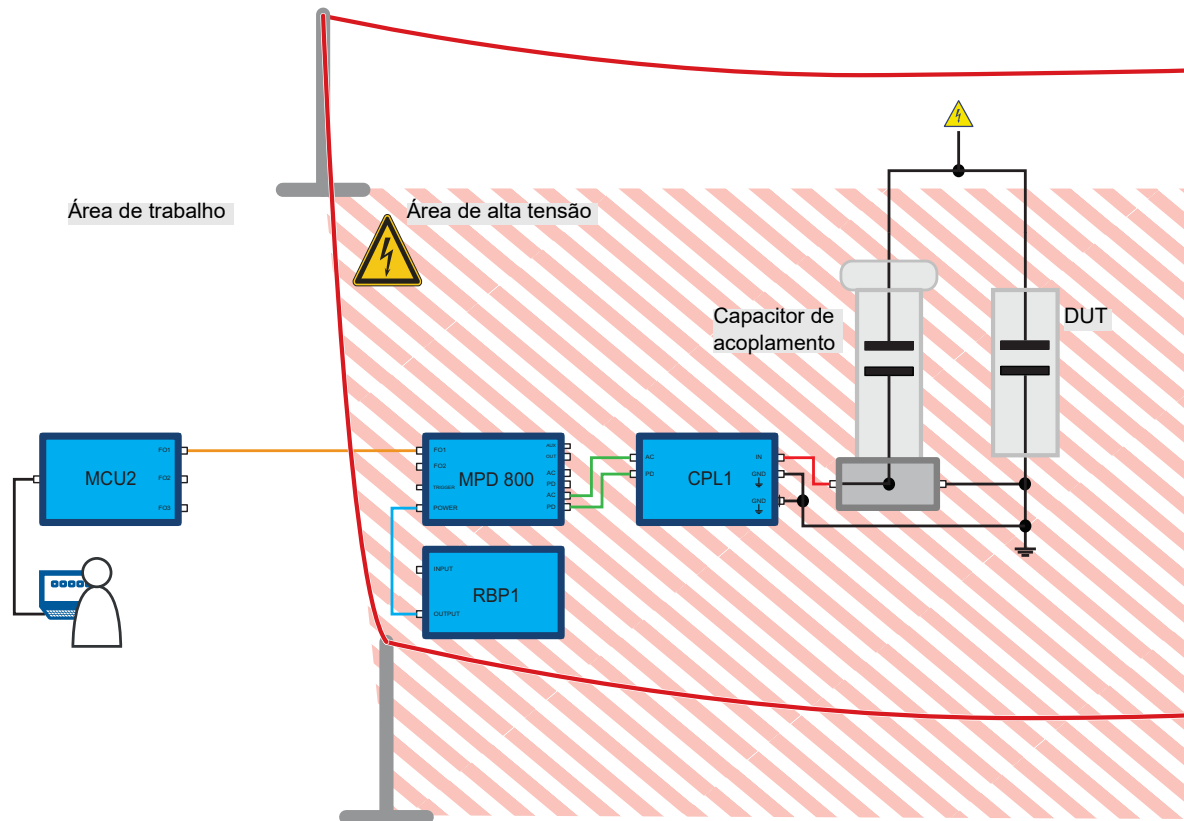 Área de trabalho
Área de alta tensão
Capacitor de
acoplamento
DUT
MCU2
FO1
FO2
FO3
MPD 800
FO1
FO2
TRIGGER
POWER
AUX
OUT
AC
PD
AC
PD
CPL1
AC
PD
IN
GND
GND
RBP1
INPUT
OUTPUT